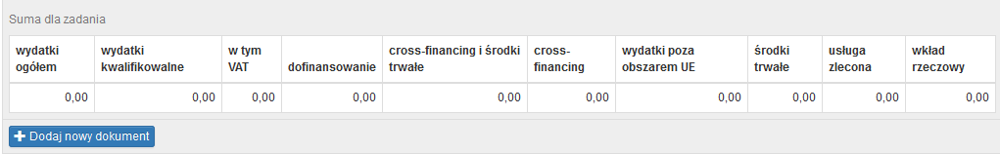 Suma dla zadania
wydatki ogółem wydatki kwalifikowalne w tym VAT dofinansowanie cross-financing i środki trwałe cross-financing wydatki poza obszarem UE środki trwałe usługa zlecona wkład rzeczowy
0,00 0,00 0,00 0,00 0,00 0,00 0,00 0,00 0,00 0,00
Dodaj nowy dokument